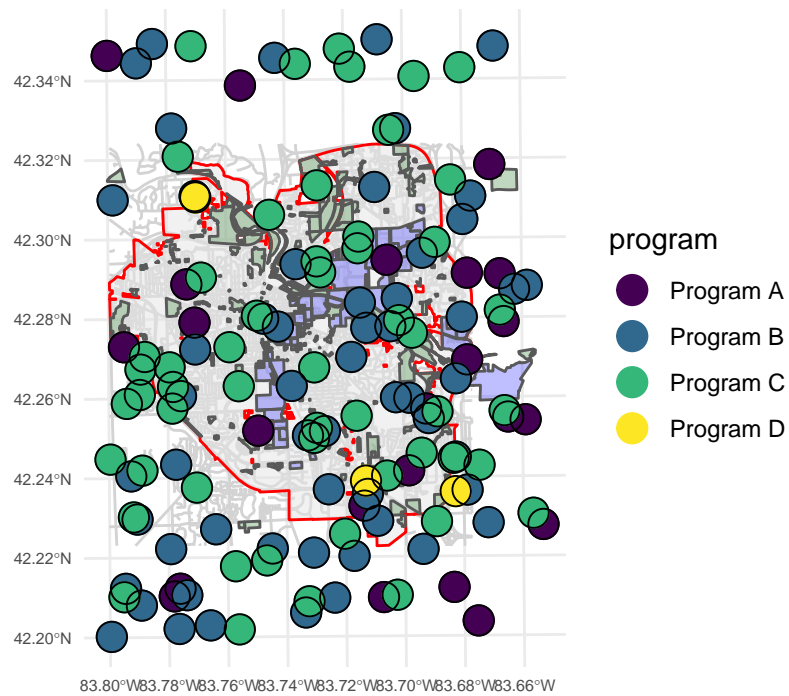 42.34°N
42.32°N
42.30°N
42.28°N
42.26°N
42.24°N
42.22°N
42.20°N
83.80°W83.78°W83.76°W83.74°W83.72°W83.70°W83.68°W83.66°W
program
Program A
Program B
Program C
Program D